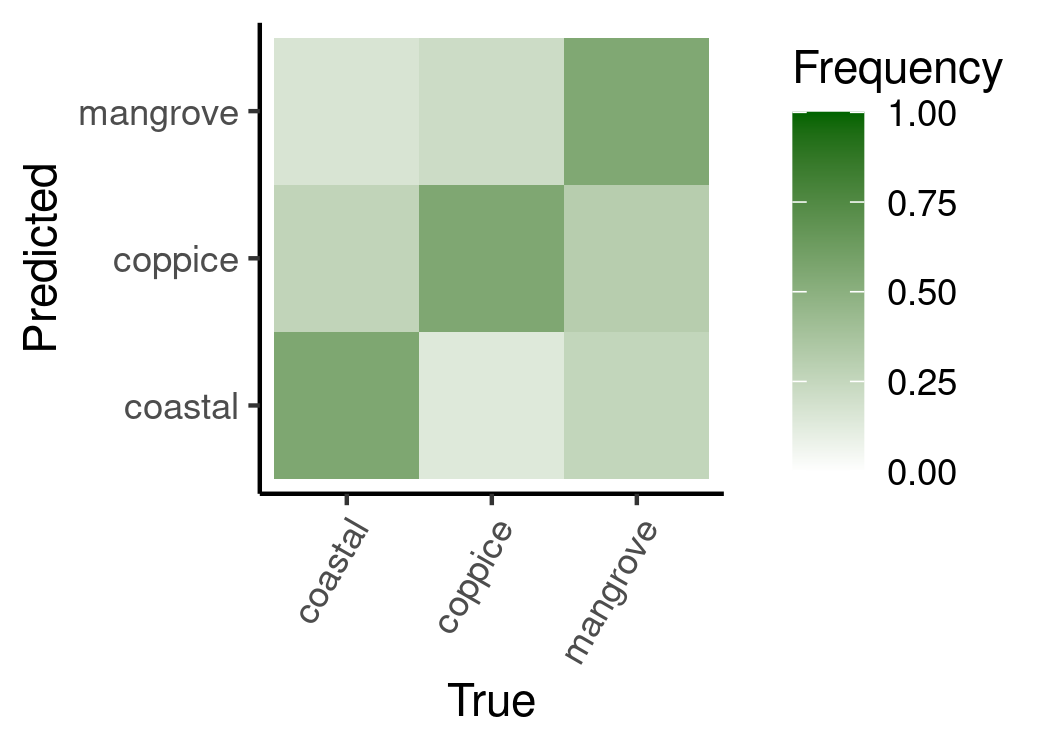 Predicted
mangrove
coppice
coastal
coastal
coppice
mangrove
True
Frequency
1.00
0.75
0.50
0.25
0.00